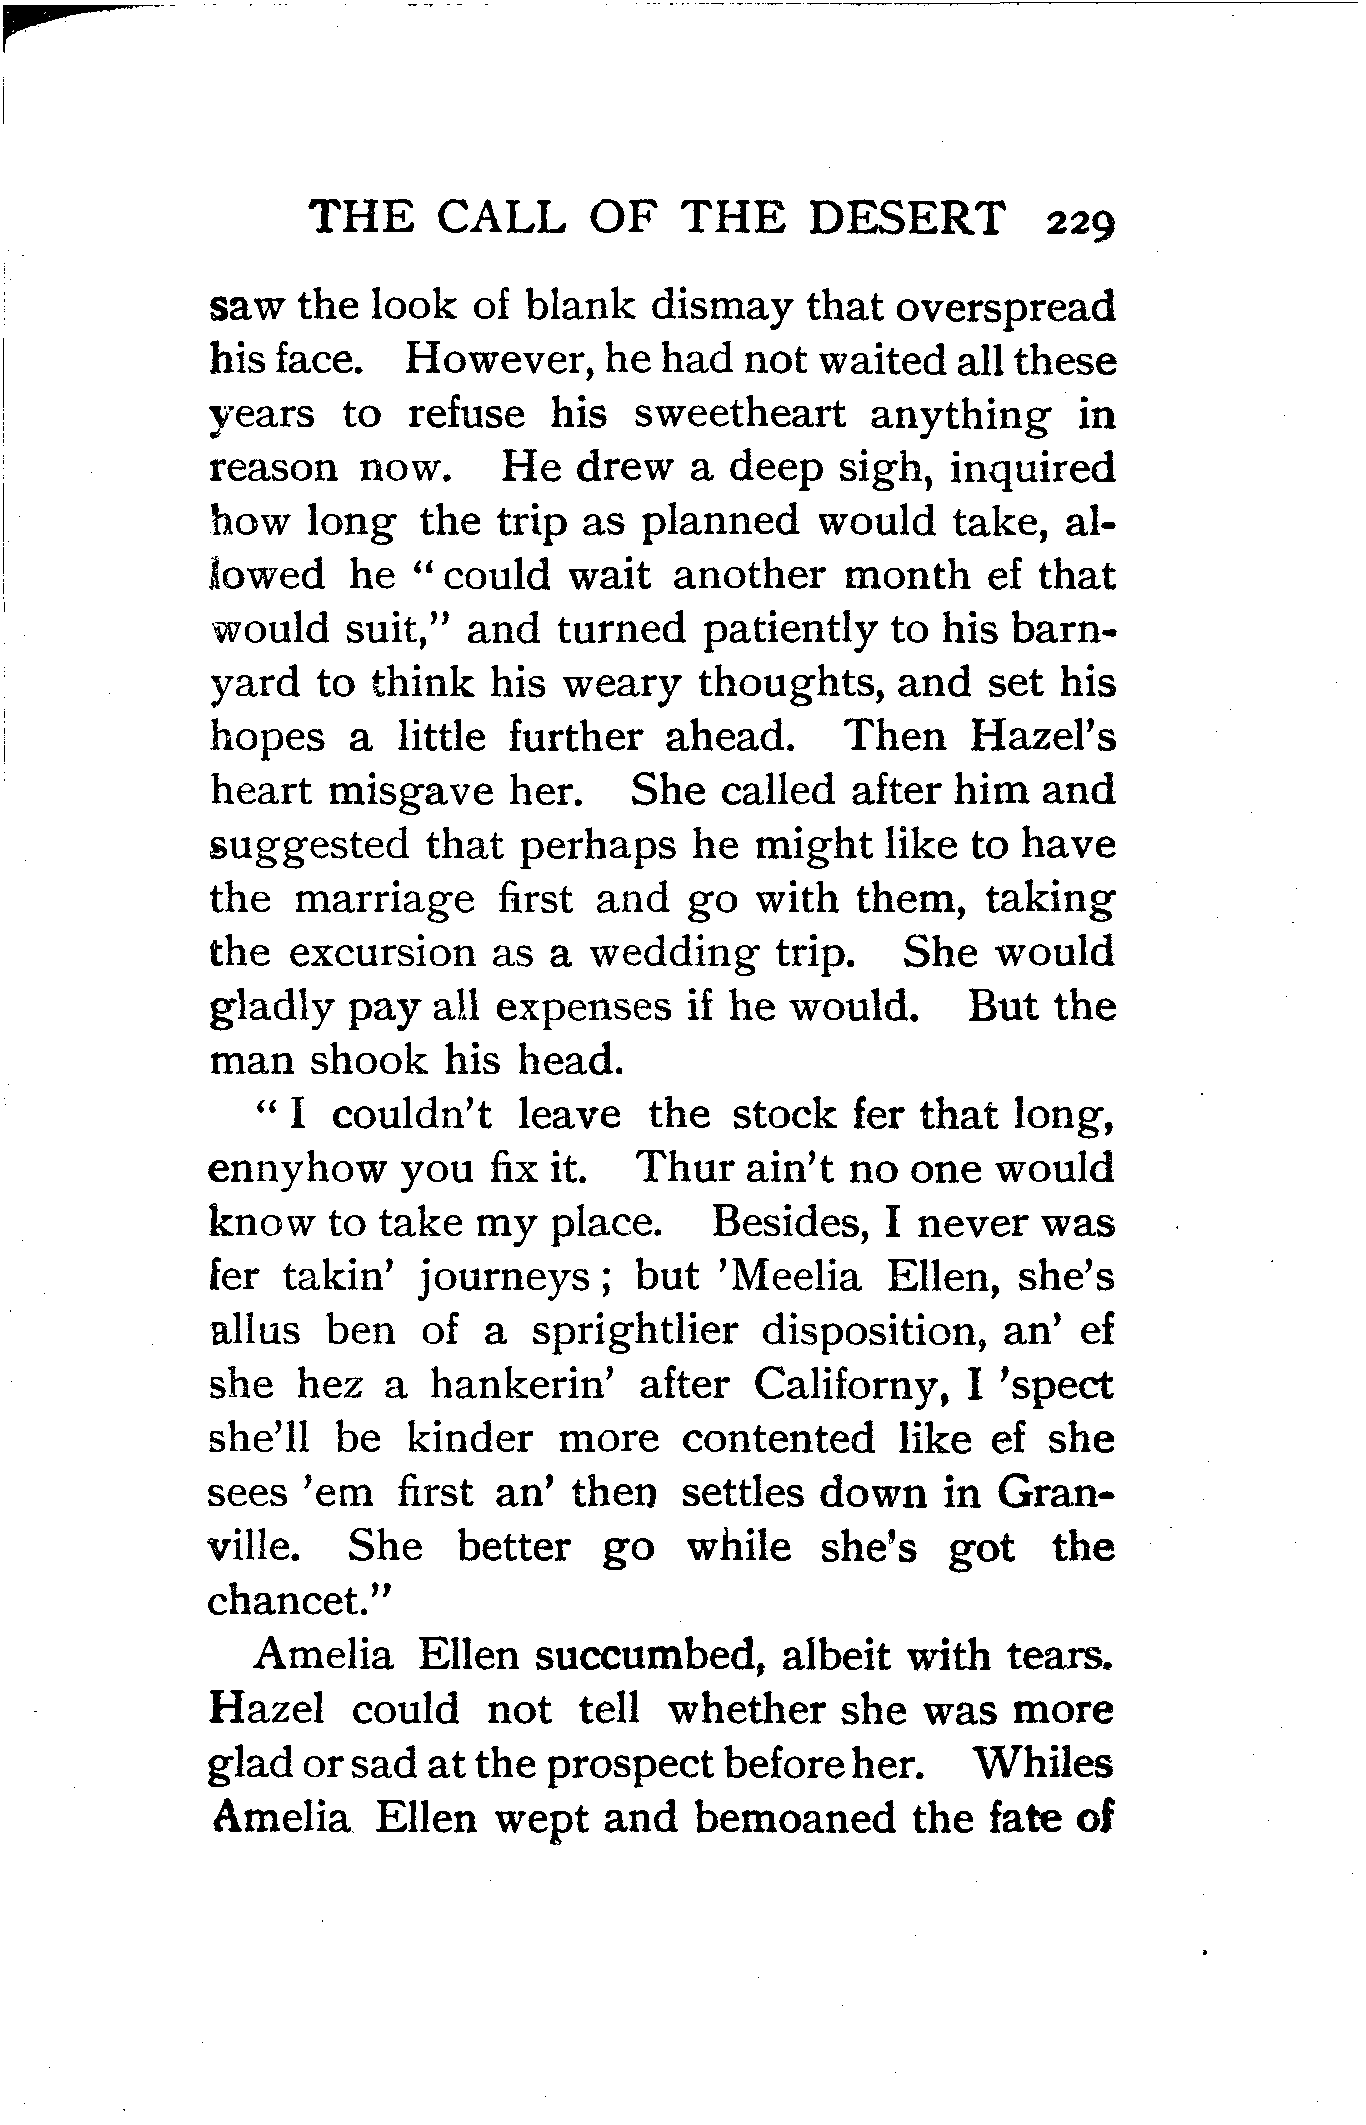 THE CALL OF THE DESERT 229
saw the look of blank dismay that overspread
his face. However, he had not waited all these
years to refuse his sweetheart anything in
reason now. He drew a deep sigh, inquired
how long the trip as planned would take, al-
lowed he “ could wait another month ef that
would suit,” and turned patiently to his barn-
yard to think his weary thoughts, and set his
hopes a little further ahead. Then Hazel’s
heart misgave her. She called after him and
suggested that perhaps he might like to have
the marriage first and go with them, taking
the excursion as a wedding trip. She would
gladly pay all expenses if he would. But the
man shook his head.
“ I couldn’t leave the stock fer that long,
ennyhow you fix it. Thur ain’t no one would
know to take my place. Besides, I never was
fer takin’ journeys ; but ’Meelia Ellen, she’s
allus ben of a sprightlier disposition, an’ ef
she hez a hankerin’ after Californy, I ’spect
she’ll be kinder more contented like ef she
sees ’em first an’ then settles down in Gran-
ville. She better go while she’s got the
chancet.”
Amelia Ellen succumbed, albeit with tears.
Hazel could not tell whether she was more
glad or sad at the prospect before her. Whiles
Amelia Ellen wept and bemoaned the fate of